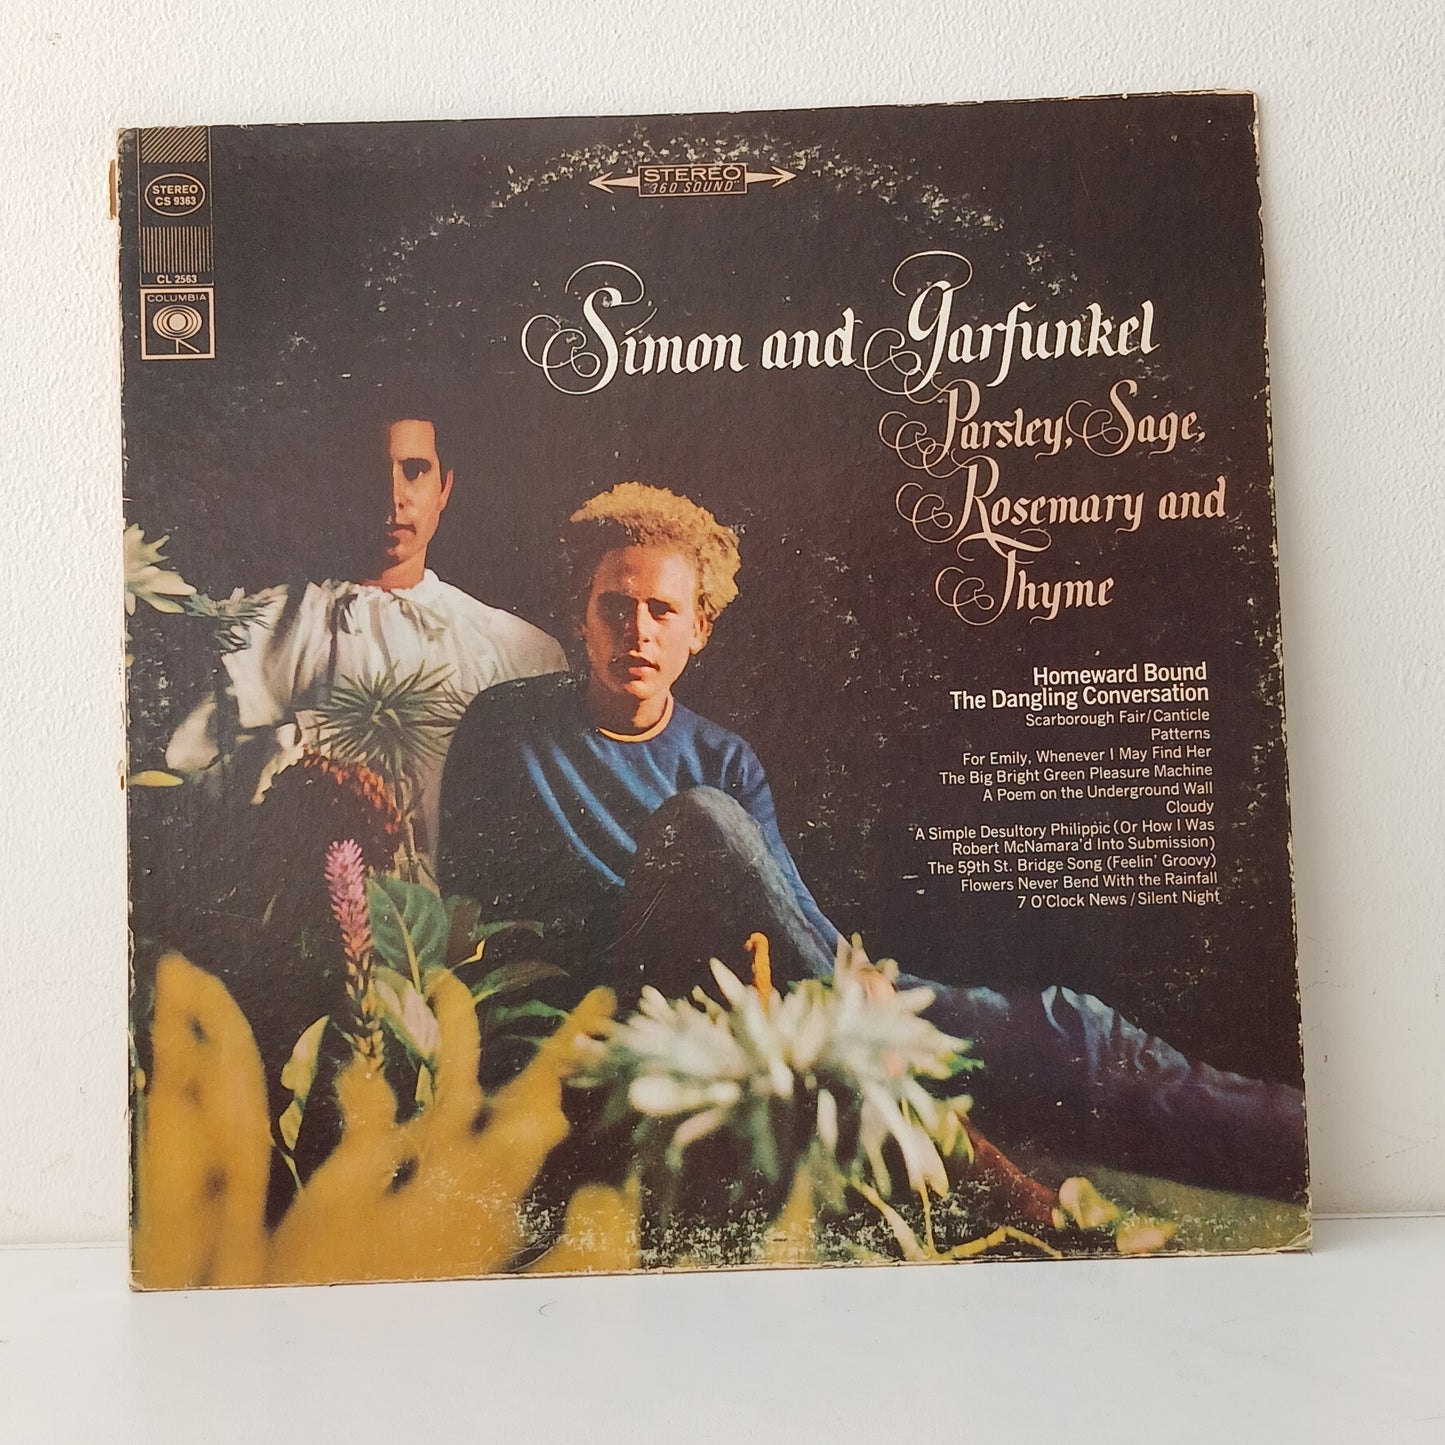 STEREO
CS 9363
CL 2563
COLUMBIA
STEREO
"360 SOUND"
Simon and Garfunkel
Parsley, Sage,
Rosemary and
Thyme
Homeward Bound
The Dangling Conversation
Scarborough Fair/Canticle
Patterns
For Emily, Whenever I May Find Her
The Big Bright Green Pleasure Machine
A Poem on the Underground Wall
Cloudy
A Simple Desultory Philippic (Or How I Was
Robert McNamara'd Into Submission)
The 59th St. Bridge Song (Feelin' Groovy)
Flowers Never Bend With the Rainfall
7 O'Clock News/Silent Night